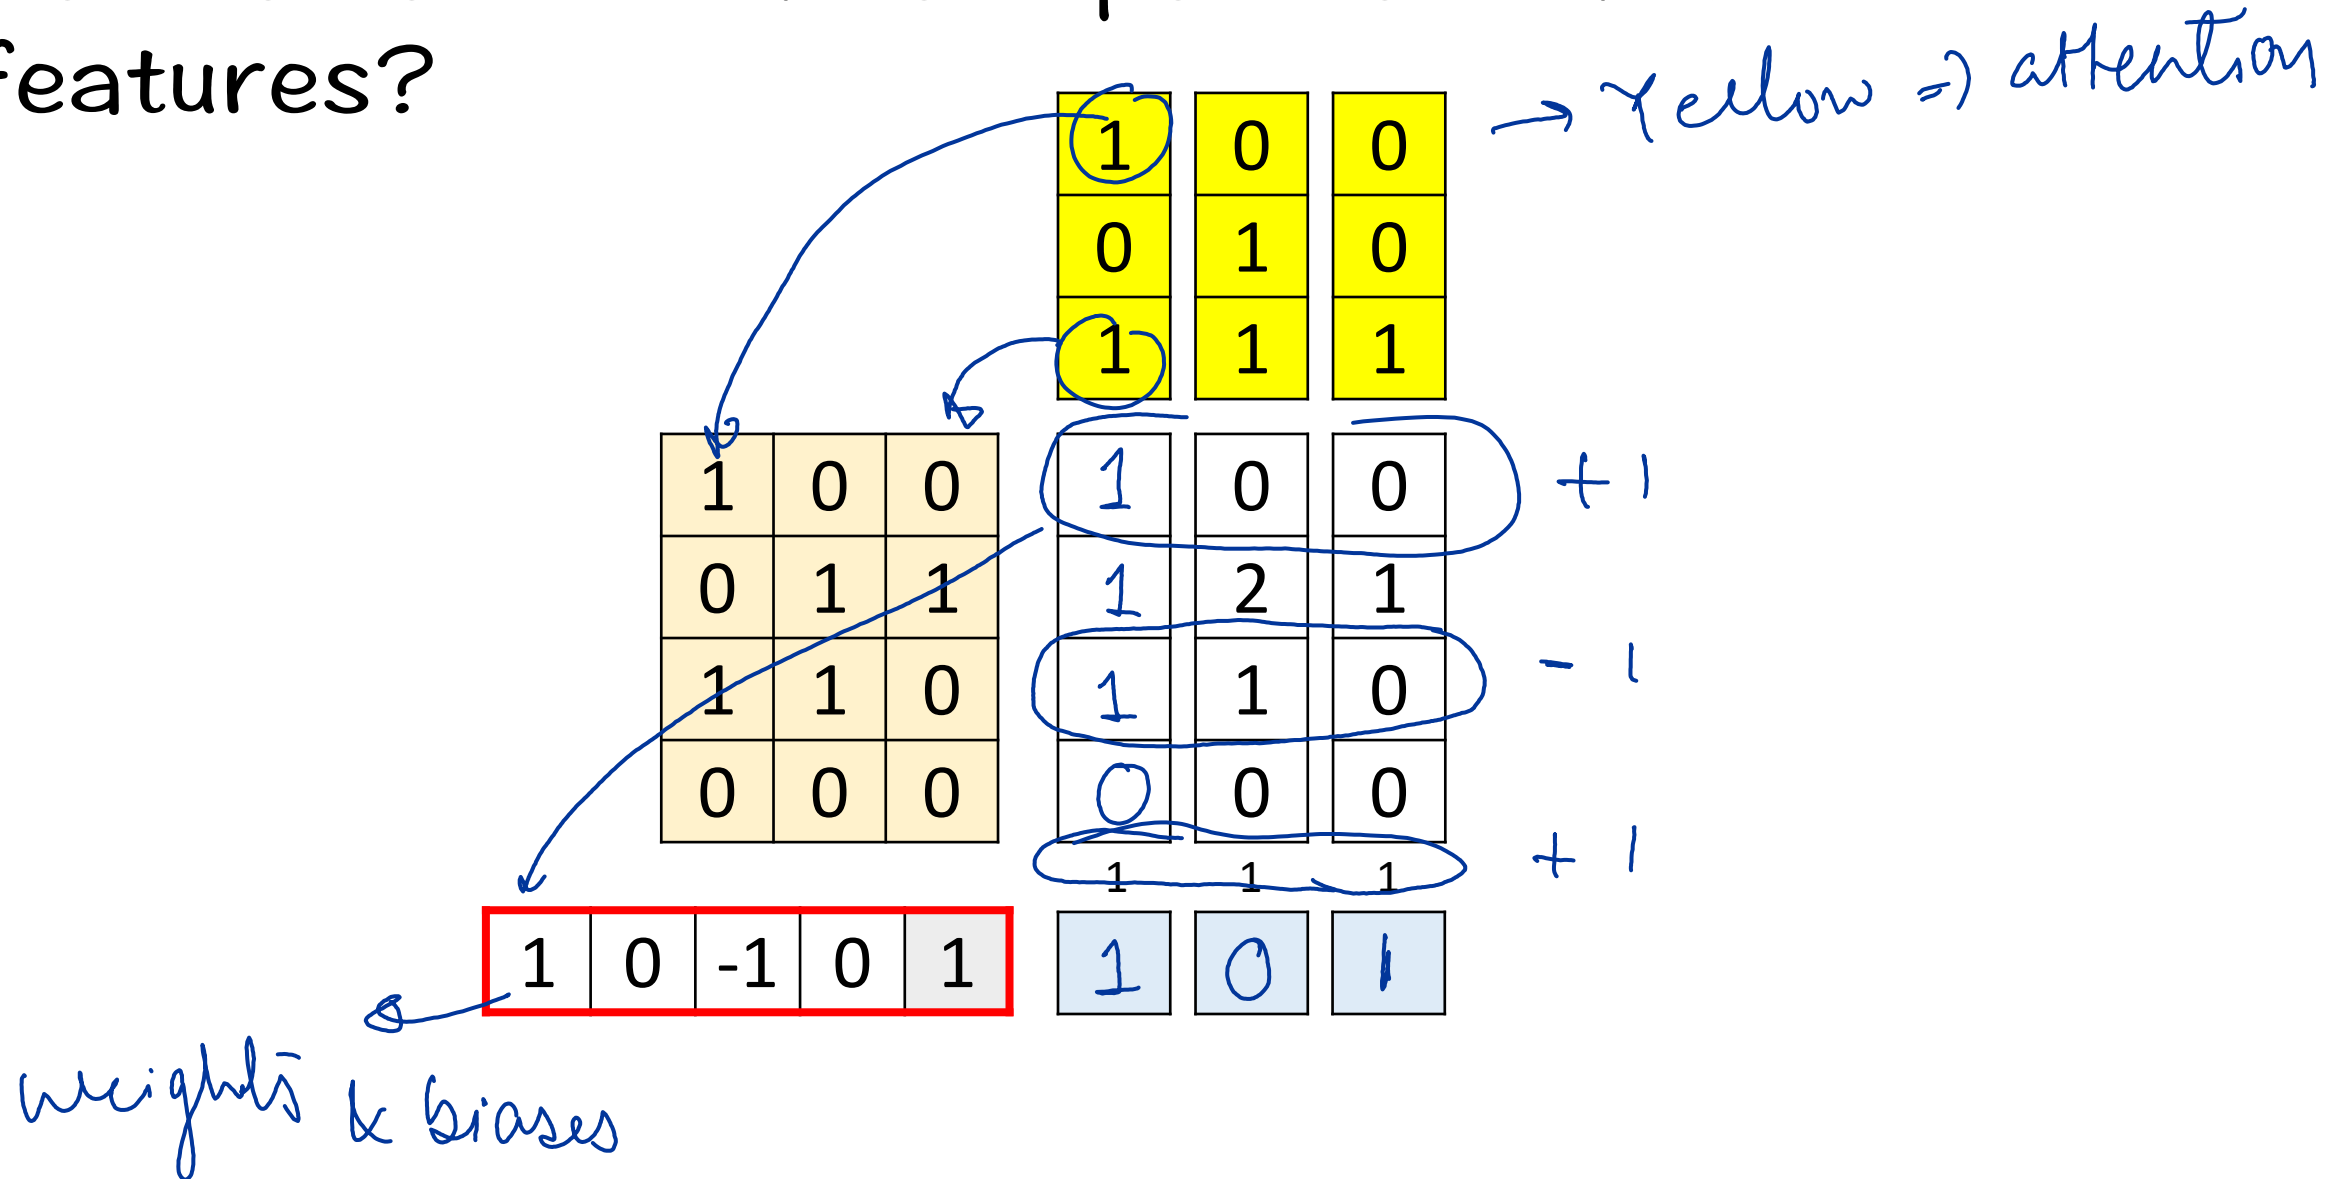 features?
Yellow => attention
1 0 0
0 1 0
1 1 1
1 0 0 1 0 0 + 1
0 1 1 1 2 1
1 1 0 1 1 0 - 1
0 0 0 0 0 0
1 1 1 + 1
1 0 -1 0 1 1 0 1
weights & biases